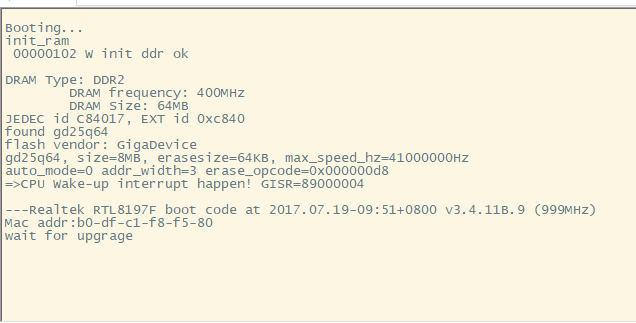 Booting...
init_ram
00000102 W init ddr ok
DRAM Type: DDR2
DRAM frequency: 400MHz
DRAM Size: 64MB
JEDEC id C84017, EXT id 0xc840
found gd25q64
flash vendor: GigaDevice
gd25q64, size=8MB, erasesize=64KB, max_speed_hz=41000000Hz
auto_mode=0 addr_width=3 erase_opcode=0x000000d8
=>CPU Wake-up interrupt happen! GISR=89000004
---Realtek RTL8197F boot code at 2017.07.19-09:51+0800 v3.4.11B.9 (999MHz)
Mac addr:b0-df-c1-f8-f5-80
wait for upgrage